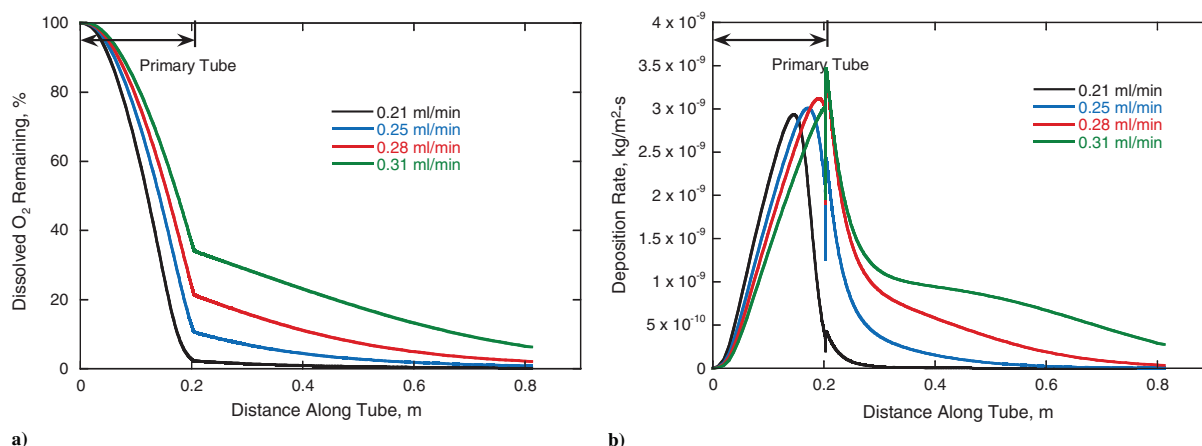 100
80
60
40
20
0
Dissolved O₂ Remaining, %
Primary Tube
0.21 ml/min
0.25 ml/min
0.28 ml/min
0.31 ml/min
0
0.2
0.4
0.6
0.8
Distance Along Tube, m
a)
4 x 10⁻⁹
3.5 x 10⁻⁹
3 x 10⁻⁹
2.5 x 10⁻⁹
2 x 10⁻⁹
1.5 x 10⁻⁹
1 x 10⁻⁹
5 x 10⁻¹⁰
0
Deposition Rate, kg/m²-s
Primary Tube
0.21 ml/min
0.25 ml/min
0.28 ml/min
0.31 ml/min
0
0.2
0.4
0.6
0.8
Distance Along Tube, m
b)